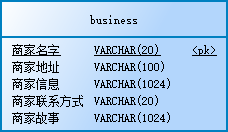 business
商家名字 VARCHAR(20) <pk>
商家地址 VARCHAR(100)
商家信息 VARCHAR(1024)
商家联系方式 VARCHAR(20)
商家故事 VARCHAR(1024)